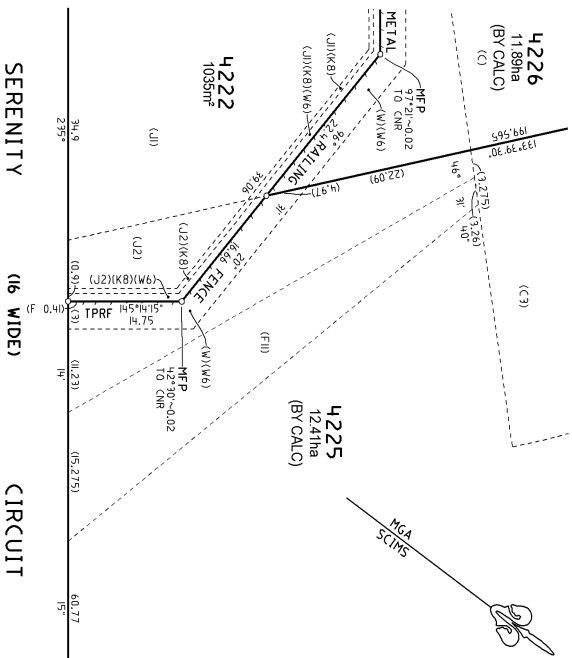 4226
11.89ha
(BY CALC)
(C)
METAL
MFP
97°21'~0.02
TO CNR
(W)(W6)
(J1)(K8)
(J1)(K8)(W6)
22.4
96°
RAILING
39.06
31'
4222
1035m²
133°39'30"
199.565
46°
(3.275)
31'
(3.26)
40"
(22.09)
(4.97)
(C3)
SERENITY
34.9
235°
(J1)
(J2)
(J2)(K8)
16.66
FENCE
20"
(J2)(K8)(W6)
(0.9)
(F 0.41)
(3)
TPRF
145°14'15"
14.75
(W)(W6)
MFP
42°30'~0.02
TO CNR
(F11)
4225
12.41ha
(BY CALC)
(16 WIDE)
(11.23)
14'
(15.275)
CIRCUIT
60.77
15"
MGA
SCIMS